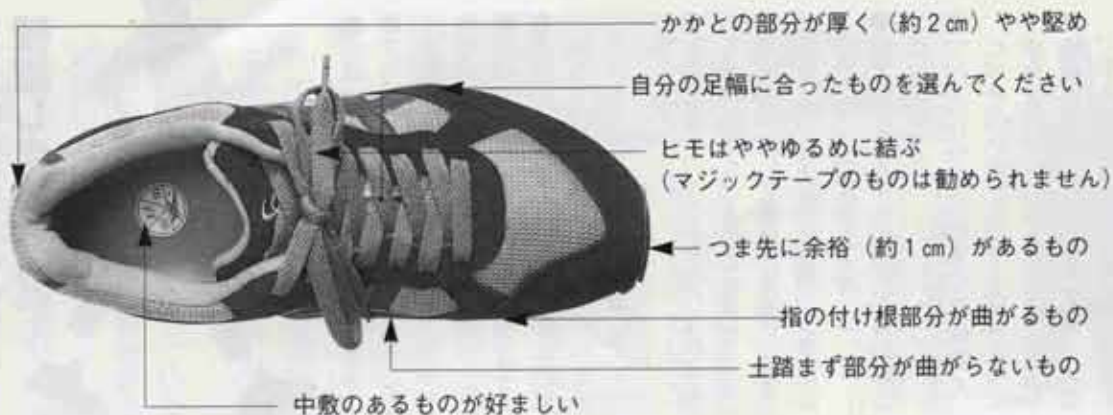 かかとの部分が厚く（約2cm）やや堅め
自分の足幅に合ったものを選んでください
ヒモはややゆるめに結ぶ
(マジックテープのものは勧められません)
つま先に余裕（約1cm）があるもの
指の付け根部分が曲がるもの
土踏まず部分が曲がらないもの
中敷のあるものが好ましい